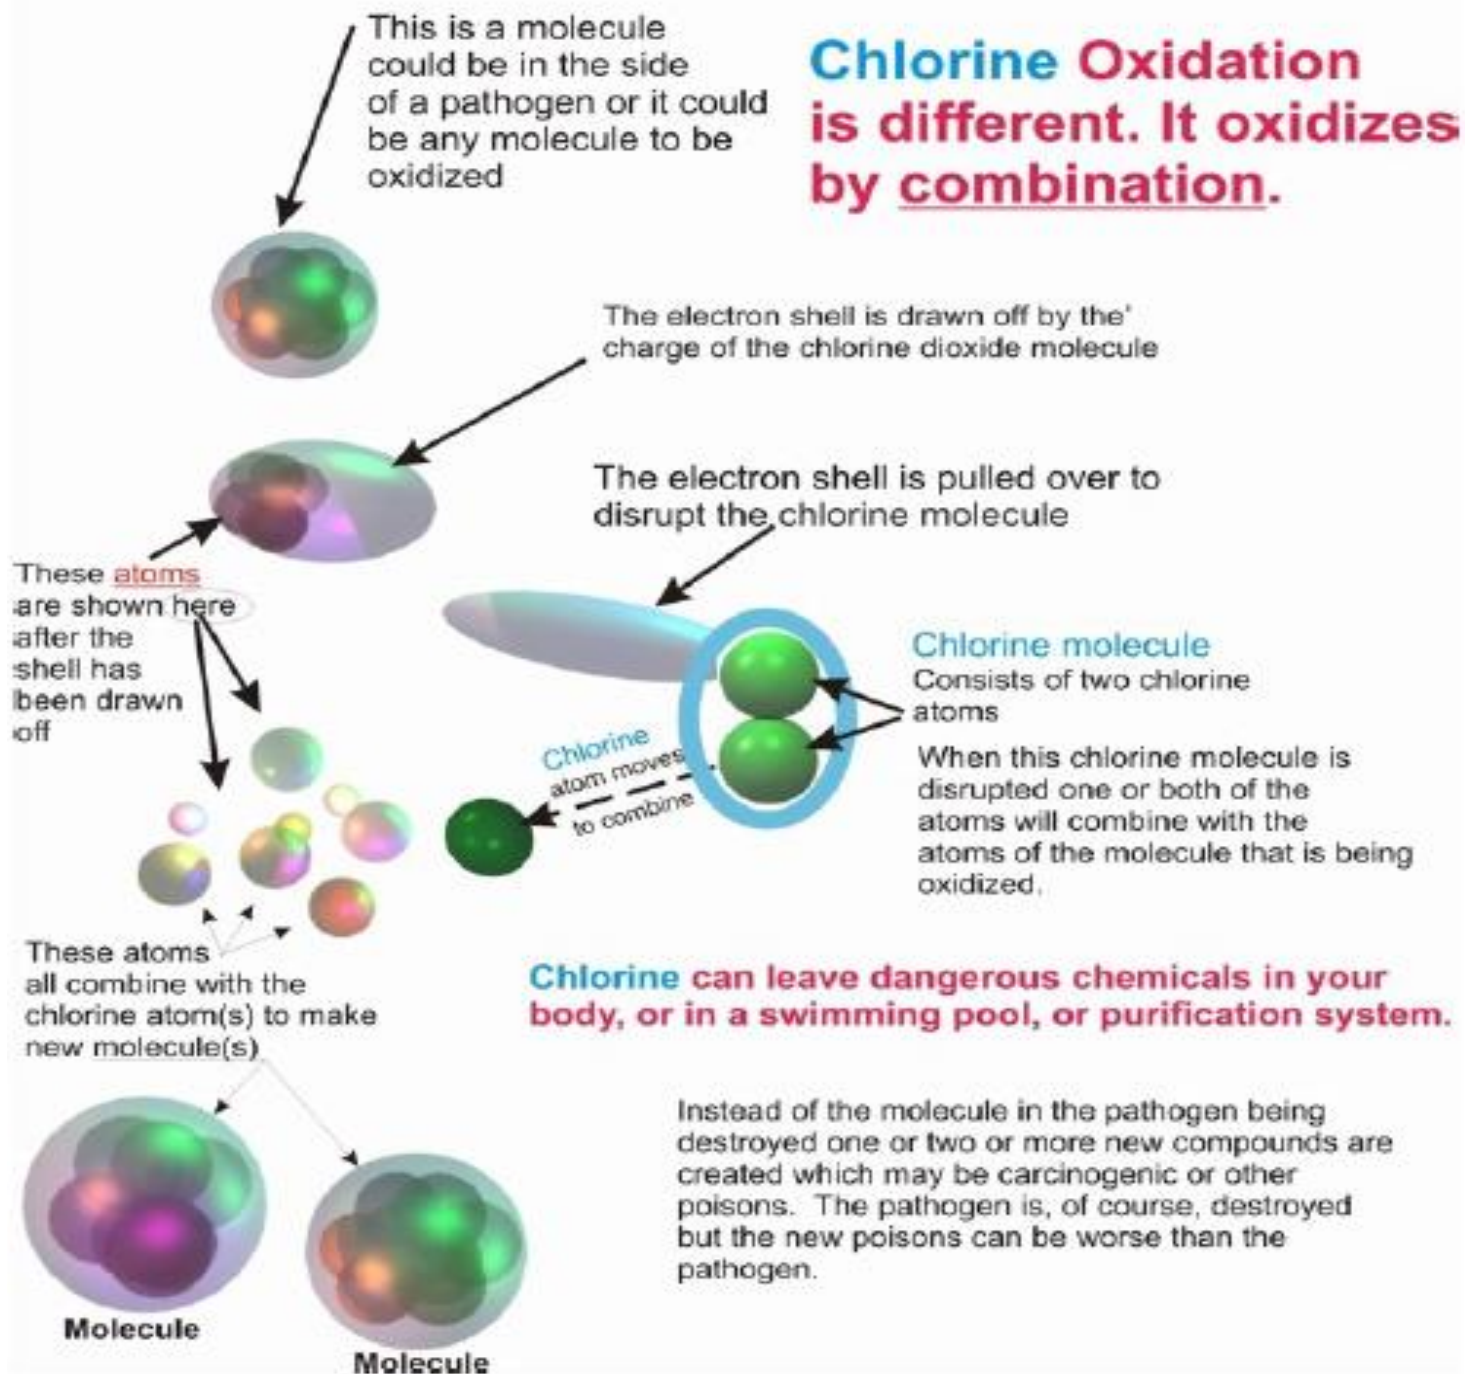 This is a molecule
could be in the side
of a pathogen or it could
be any molecule to be
oxidized
Chlorine Oxidation
is different. It oxidizes
by combination.
The electron shell is drawn off by the'
charge of the chlorine dioxide molecule
The electron shell is pulled over to
disrupt the chlorine molecule
These atoms
are shown here
after the
shell has
been drawn
off
Chlorine
atom moves
to combine
Chlorine molecule
Consists of two chlorine
atoms
When this chlorine molecule is
disrupted one or both of the
atoms will combine with the
atoms of the molecule that is being
oxidized.
These atoms
all combine with the
chlorine atom(s) to make
new molecule(s)
Chlorine can leave dangerous chemicals in your
body, or in a swimming pool, or purification system.
Instead of the molecule in the pathogen being
destroyed one or two or more new compounds are
created which may be carcinogenic or other
poisons. The pathogen is, of course, destroyed
but the new poisons can be worse than the
pathogen.
Molecule
Molecule